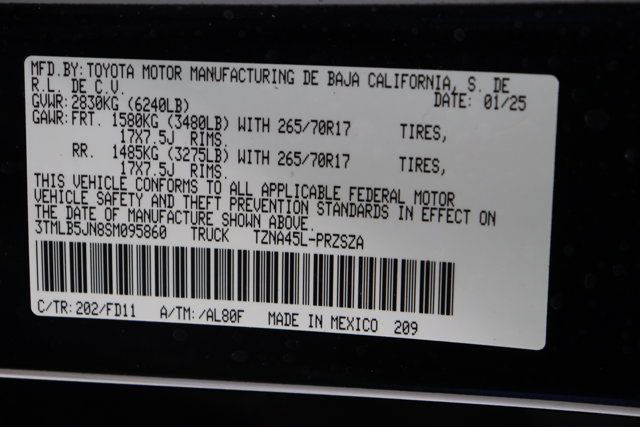 MFD.BY:TOYOTA MOTOR MANUFACTURING DE BAJA CALIFORNIA, S. DE
R.L. DE C.V.
DATE: 01/25
GVWR:2830KG (6240LB)
GAWR:FRT. 1580KG (3480LB) WITH 265/70R17 TIRES,
17X7.5J RIMS.
RR. 1485KG (3275LB) WITH 265/70R17 TIRES,
17X7.5J RIMS.
THIS VEHICLE CONFORMS TO ALL APPLICABLE FEDERAL MOTOR
VEHICLE SAFETY AND THEFT PREVENTION STANDARDS IN EFFECT ON
THE DATE OF MANUFACTURE SHOWN ABOVE.
3TMLB5JN8SM095860 TRUCK TZNA45L-PRZSZA
C/TR:202/FD11 A/TM:/AL80F MADE IN MEXICO 209